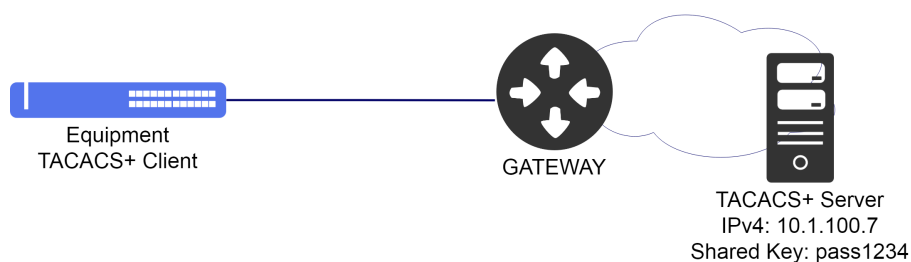 Equipment
TACACS+ Client
GATEWAY
TACACS+ Server
IPv4: 10.1.100.7
Shared Key: pass1234